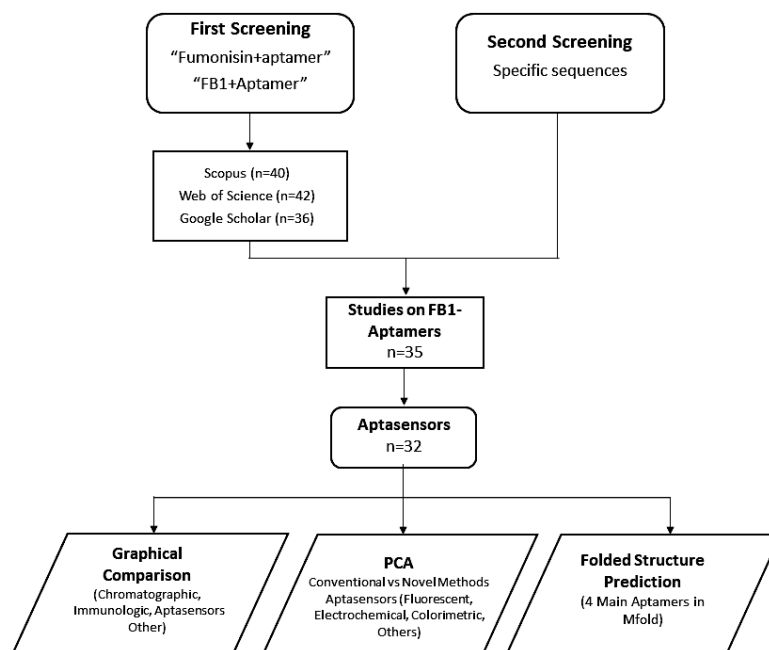 First Screening
“Fumonisin+aptamer”
“FB1+Aptamer”
Second Screening
Specific sequences
Scopus (n=40)
Web of Science (n=42)
Google Scholar (n=36)
Studies on FB1-
Aptamers
n=35
Aptasensors
n=32
Graphical
Comparison
(Chromatographic,
Immunologic, Aptasensors
Other)
PCA
Conventional vs Novel Methods
Aptasensors (Fluorescent,
Electrochemical, Colorimetric,
Others)
Folded Structure
Prediction
(4 Main Aptamers in
Mfold)